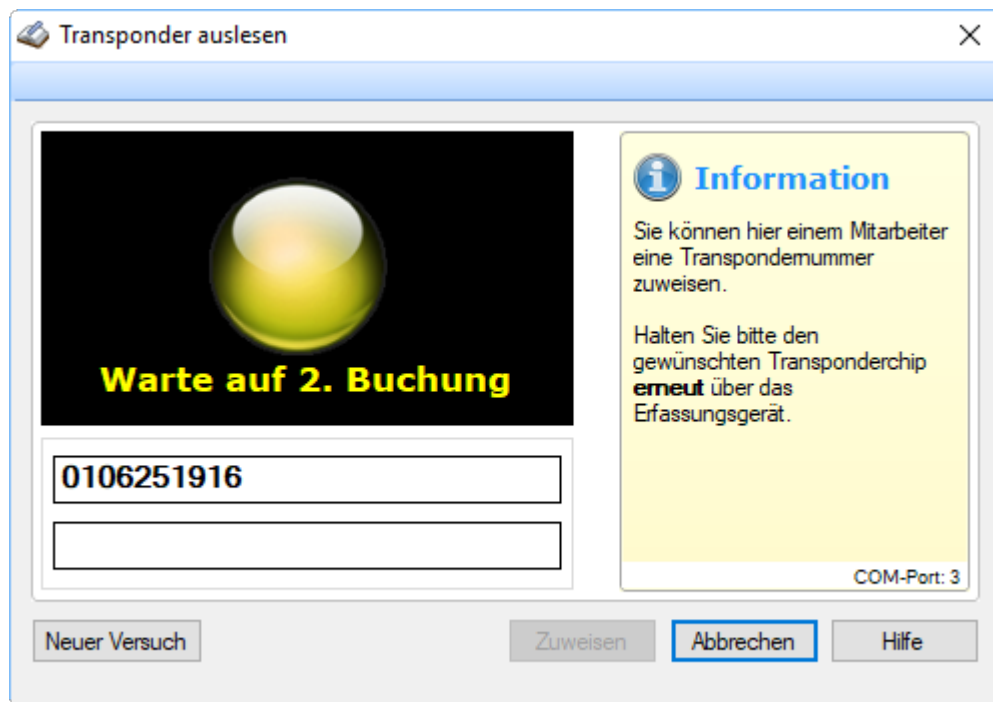 Transponder auslesen
Warte auf 2. Buchung
0106251916
Information
Sie können hier einem Mitarbeiter
eine Transpondernummer
zuweisen.
Halten Sie bitte den
gewünschten Transponderchip
erneut über das
Erfassungsgerät.
COM-Port: 3
Neuer Versuch
Zuweisen
Abbrechen
Hilfe